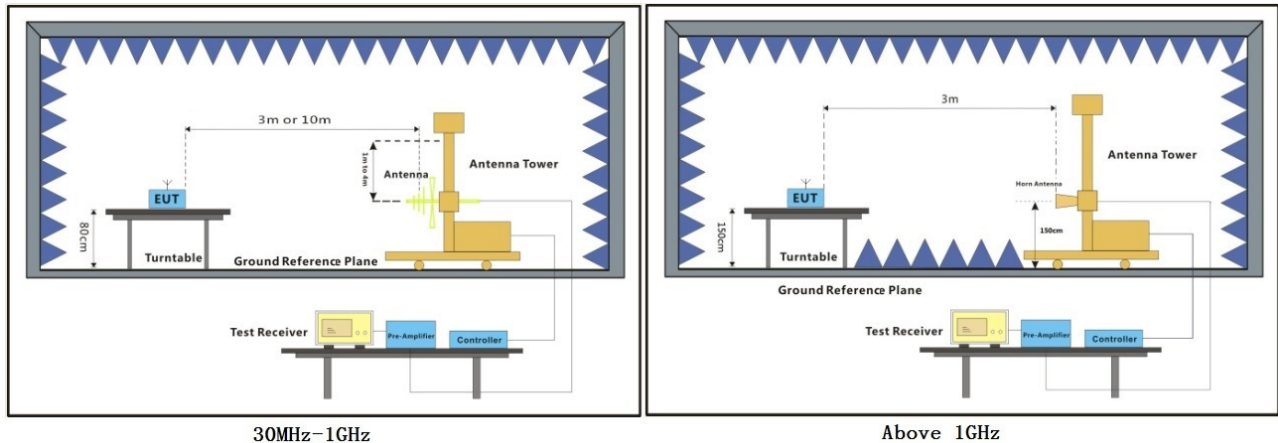 3m or 10m
1m to 4m
Antenna
Antenna Tower
EUT
80cm
Turntable
Ground Reference Plane
Test Receiver
Pre-Amplifier
Controller
30MHz-1GHz
3m
Antenna Tower
Horn Antenna
EUT
150cm
150cm
Turntable
Ground Reference Plane
Test Receiver
Pre-Amplifier
Controller
Above 1GHz